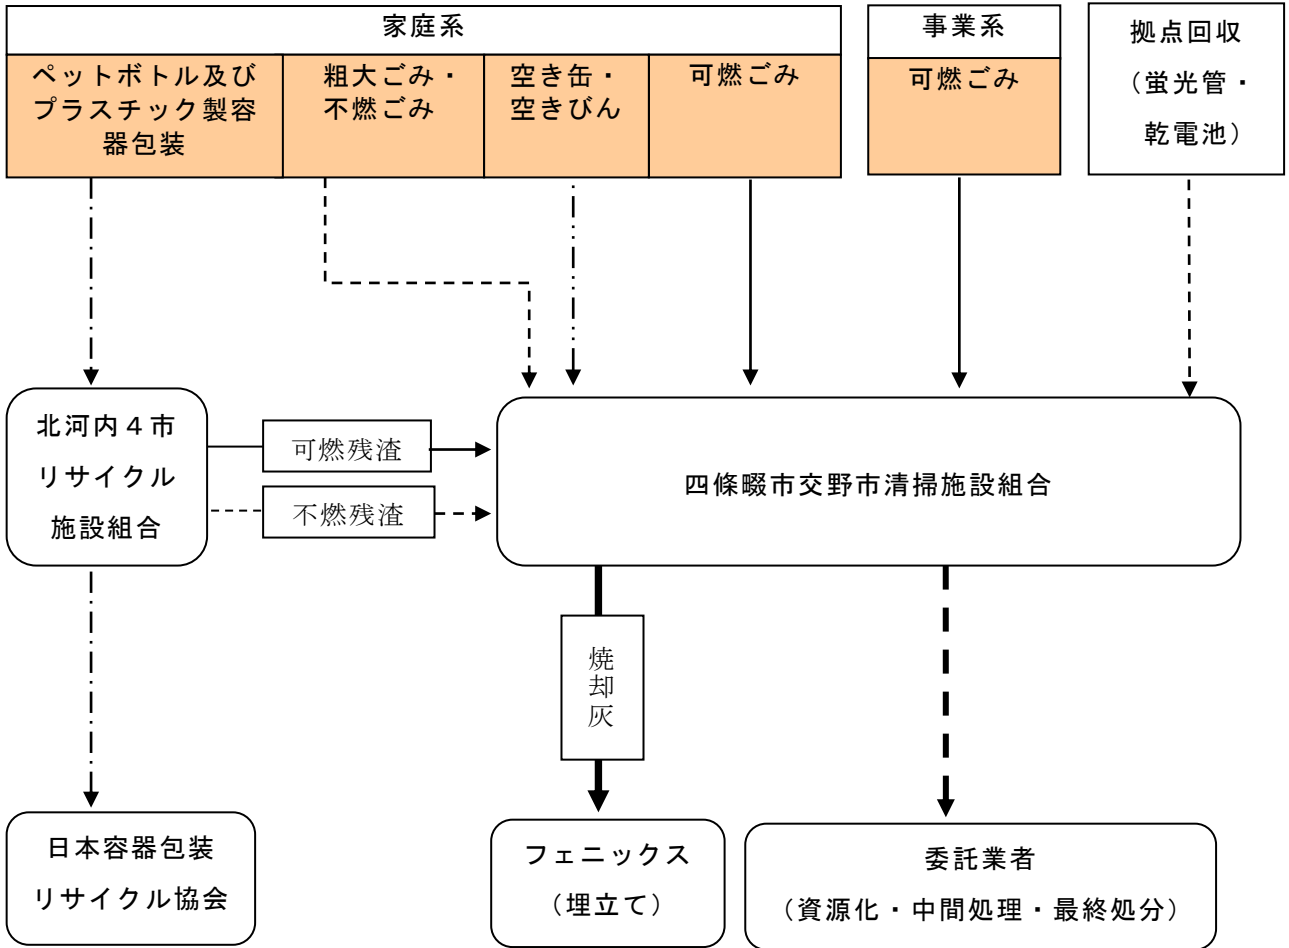 家庭系
ペットボトル及び
プラスチック製容
器包装
粗大ごみ・
不燃ごみ
空き缶・
空きびん
可燃ごみ
事業系
可燃ごみ
拠点回収
（蛍光管・
乾電池）
北河内４市
リサイクル
施設組合
可燃残渣
不燃残渣
四條畷市交野市清掃施設組合
焼
却
灰
日本容器包装
リサイクル協会
フェニックス
（埋立て）
委託業者
（資源化・中間処理・最終処分）